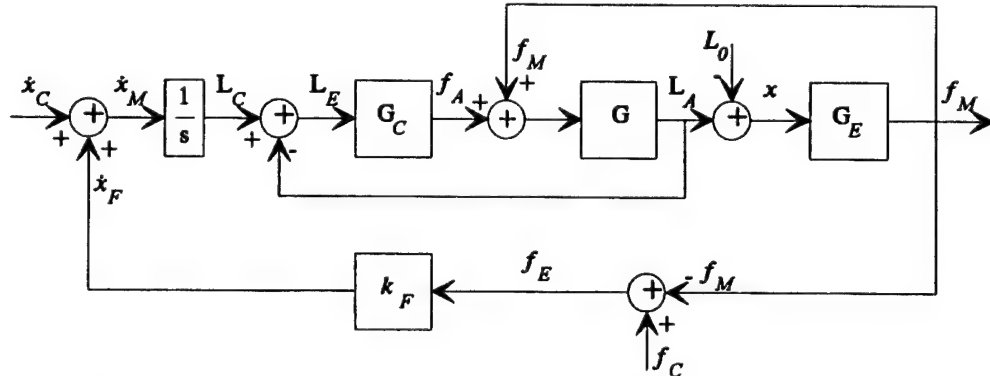 f_M
L_0
ẋ_C
ẋ_M
1/s
L_C
L_E
G_C
f_A
+
+
G
L_A
-
x
G_E
f_M
+
+
+
+
+
+
+
-
ẋ_F
k_F
f_E
+
- f_M
+
f_C